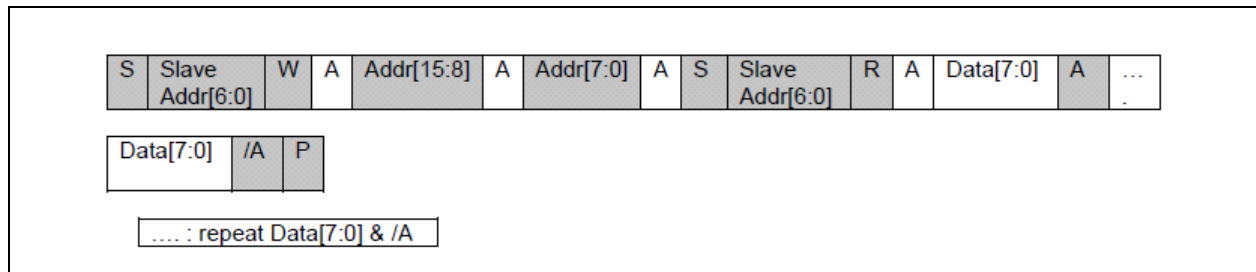 S Slave W A Addr[15:8] A Addr[7:0] A S Slave R A Data[7:0] A …
Addr[6:0] Addr[6:0] .
Data[7:0] /A P
…. : repeat Data[7:0] & /A